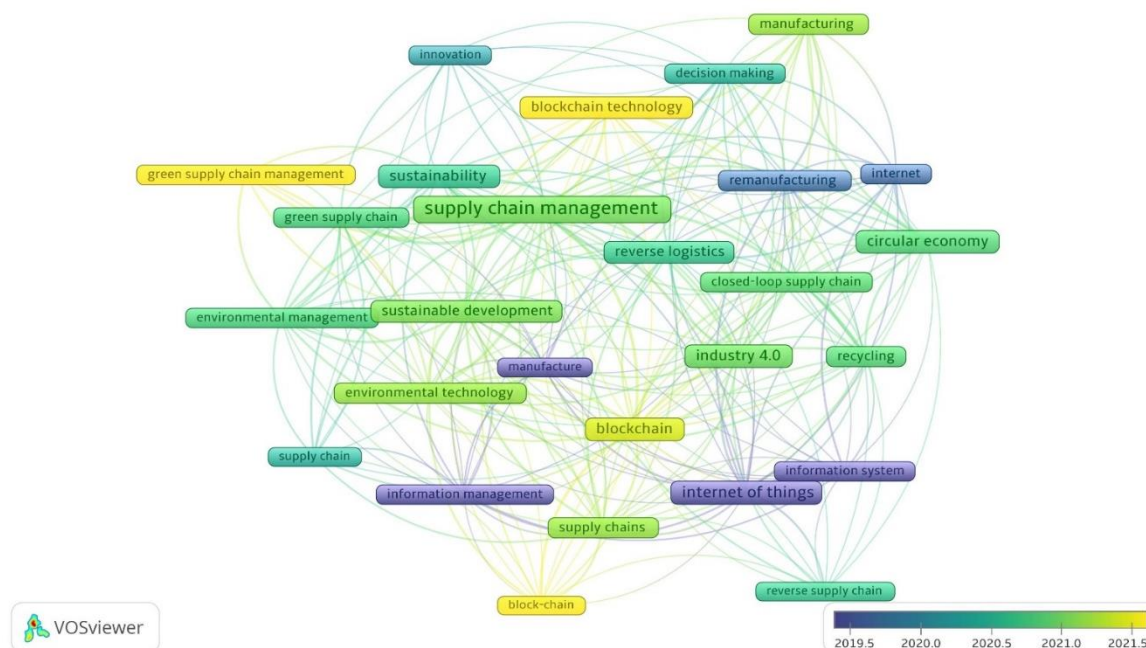 manufacturing
innovation
decision making
blockchain technology
green supply chain management
sustainability
remanufacturing
internet
supply chain management
green supply chain
reverse logistics
circular economy
closed-loop supply chain
environmental management
sustainable development
manufacture
industry 4.0
recycling
environmental technology
blockchain
supply chain
information system
information management
internet of things
supply chains
block-chain
reverse supply chain
VOSviewer
2019.5 2020.0 2020.5 2021.0 2021.5